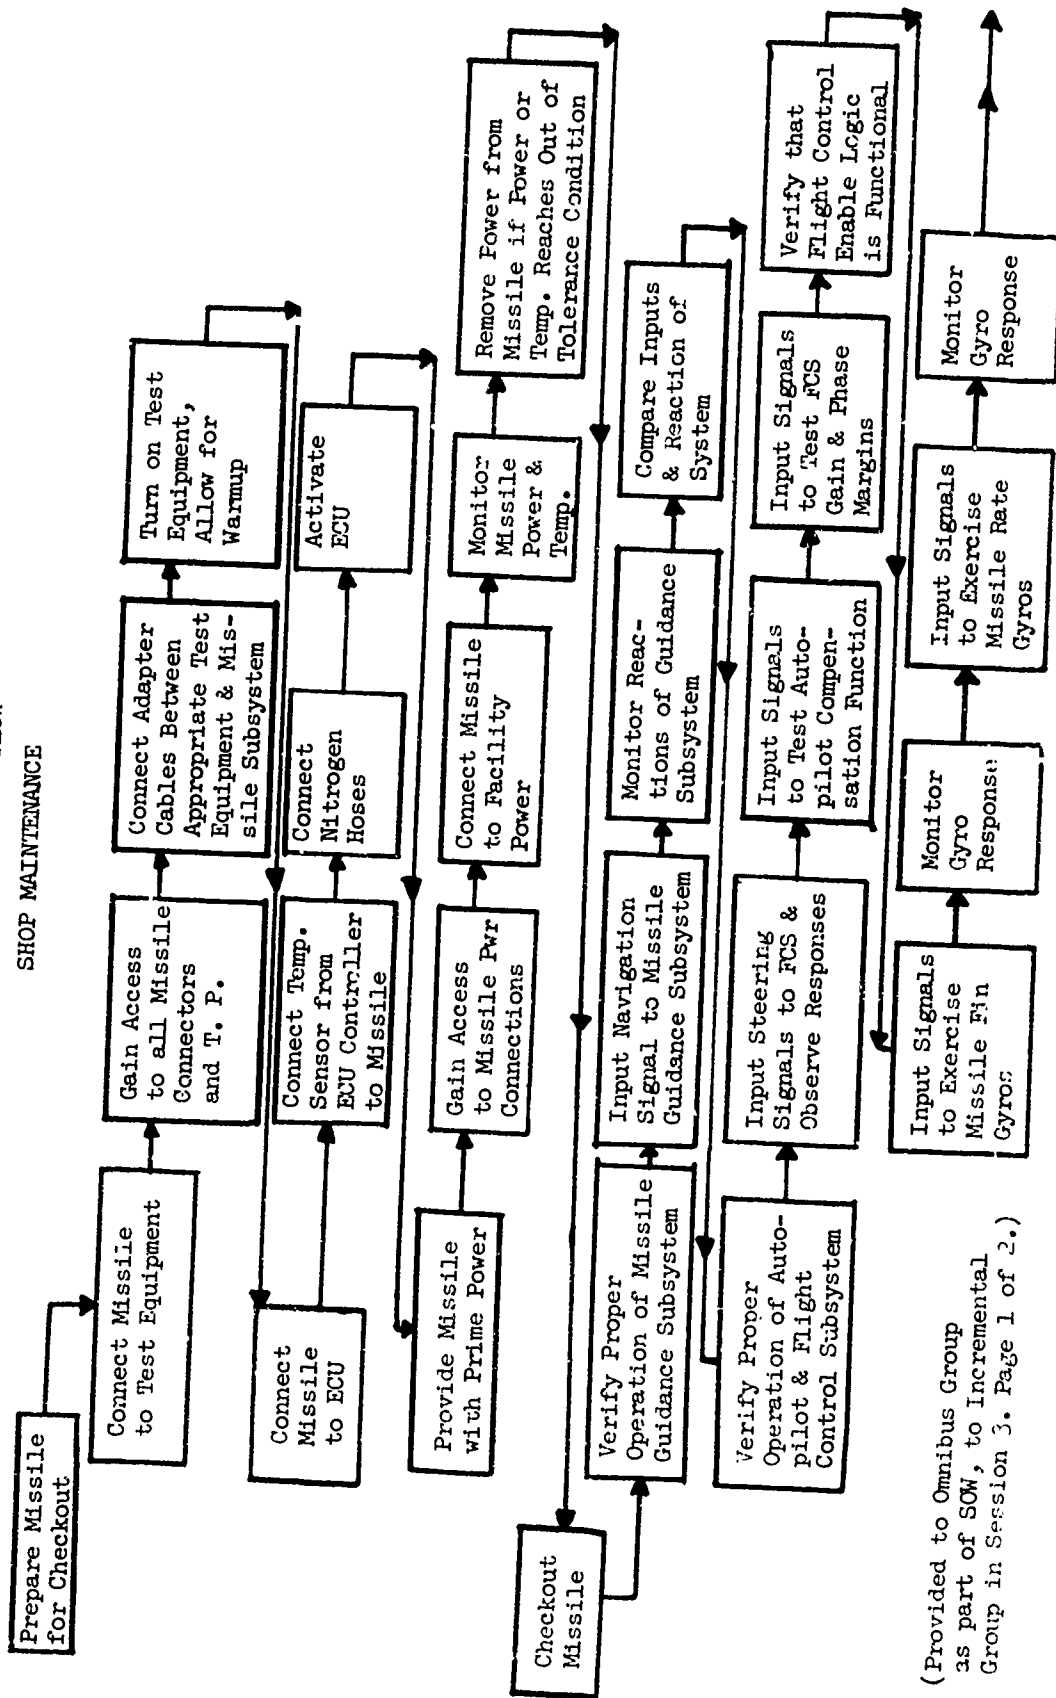 SHOP MAINTENANCE
Prepare Missile
for Checkout
Connect Missile
to Test Equipment
Gain Access
to all Missile
Connectors
and T. P.
Connect Adapter
Cables Between
Appropriate Test
Equipment & Mis-
sile Subsystem
Turn on Test
Equipment,
Allow for
Warmup
Connect
Missile
to ECU
Connect Temp.
Sensor from
ECU Controller
to Missile
Connect
Nitrogen
Hoses
Activate
ECU
Provide Missile
with Prime Power
Gain Access
to Missile Pwr
Connections
Connect Missile
to Facility
Power
Monitor
Missile
Power &
Temp.
Remove Power from
Missile if Power or
Temp. Reaches Out of
Tolerance Condition
Checkout
Missile
Verify Proper
Operation of Missile
Guidance Subsystem
Input Navigation
Signal to Missile
Guidance Subsystem
Monitor Reac-
tions of Guidance
Subsystem
Compare Inputs
& Reaction of
System
Verify Proper
Operation of Auto-
pilot & Flight
Control Subsystem
Input Steering
Signals to FCS &
Observe Responses
Input Signals
to Test Auto-
pilot Compen-
sation Function
Input Signals
to Test FCS
Gain & Phase
Margins
Verify that
Flight Control
Enable Logic
is Functional
Input Signals
to Exercise
Missile Fin
Gyros
Monitor
Gyro
Response
Input Signals
to Exercise
Missile Rate
Gyros
Monitor
Gyro
Response
(Provided to Omnibus Group
as part of SOW, to Incremental
Group in Session 3. Page 1 of 2.)